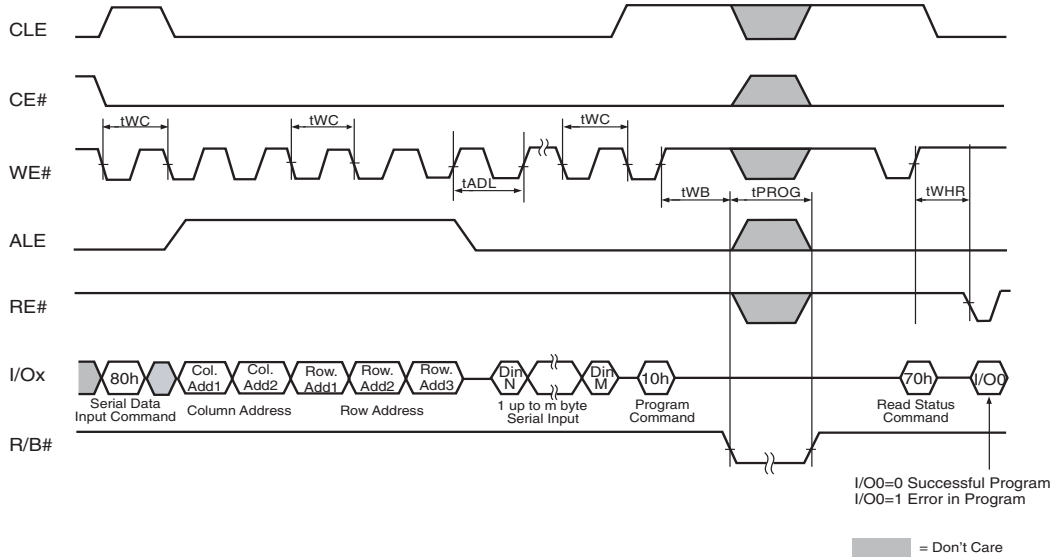 CLE
CE#
tWC
tWC
tWC
WE#
tADL
tWB
tPROG
tWHR
ALE
RE#
I/Ox
80h
Col. Add1
Col. Add2
Row. Add1
Row. Add2
Row. Add3
Din N
Din M
10h
70h
I/O0
Serial Data
Input Command
Column Address
Row Address
1 up to m byte
Serial Input
Program
Command
Read Status
Command
R/B#
I/O0=0 Successful Program
I/O0=1 Error in Program
= Don't Care